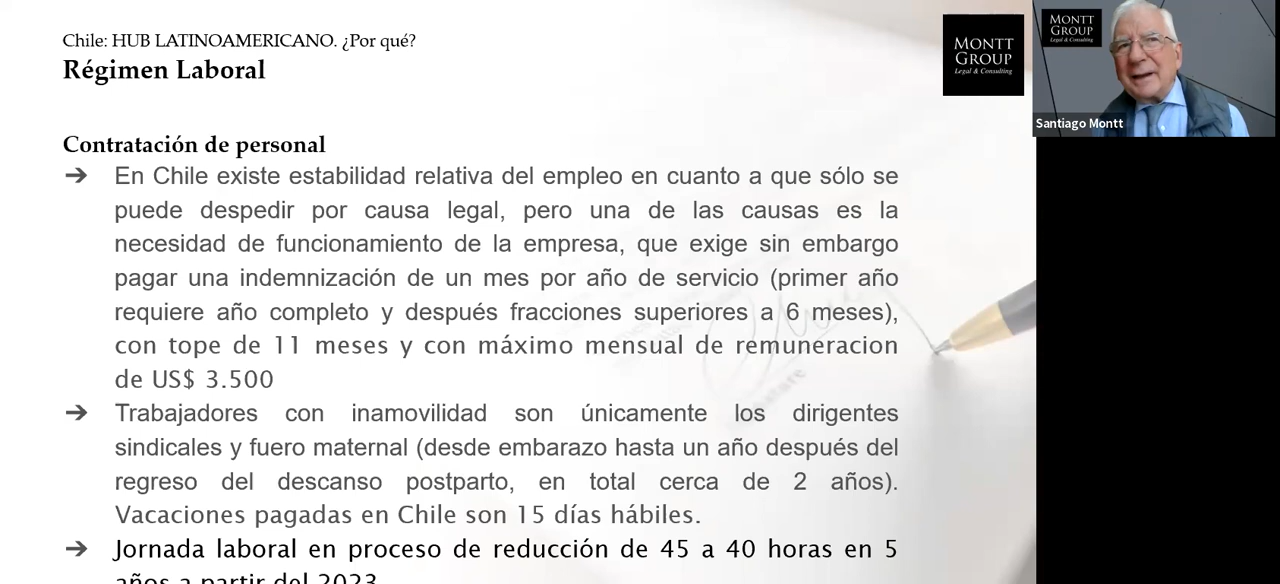 Chile: HUB LATINOAMERICANO. ¿Por qué?
Régimen Laboral
MONTT
GROUP
Legal & Consulting
MONTT
GROUP
Legal & Consulting
Santiago Montt
Contratación de personal
➔ En Chile existe estabilidad relativa del empleo en cuanto a que sólo se
puede despedir por causa legal, pero una de las causas es la
necesidad de funcionamiento de la empresa, que exige sin embargo
pagar una indemnización de un mes por año de servicio (primer año
requiere año completo y después fracciones superiores a 6 meses),
con tope de 11 meses y con máximo mensual de remuneracion
de US$ 3.500
➔ Trabajadores con inamovilidad son únicamente los dirigentes
sindicales y fuero maternal (desde embarazo hasta un año después del
regreso del descanso postparto, en total cerca de 2 años).
Vacaciones pagadas en Chile son 15 días hábiles.
➔ Jornada laboral en proceso de reducción de 45 a 40 horas en 5
años a partir del 2023